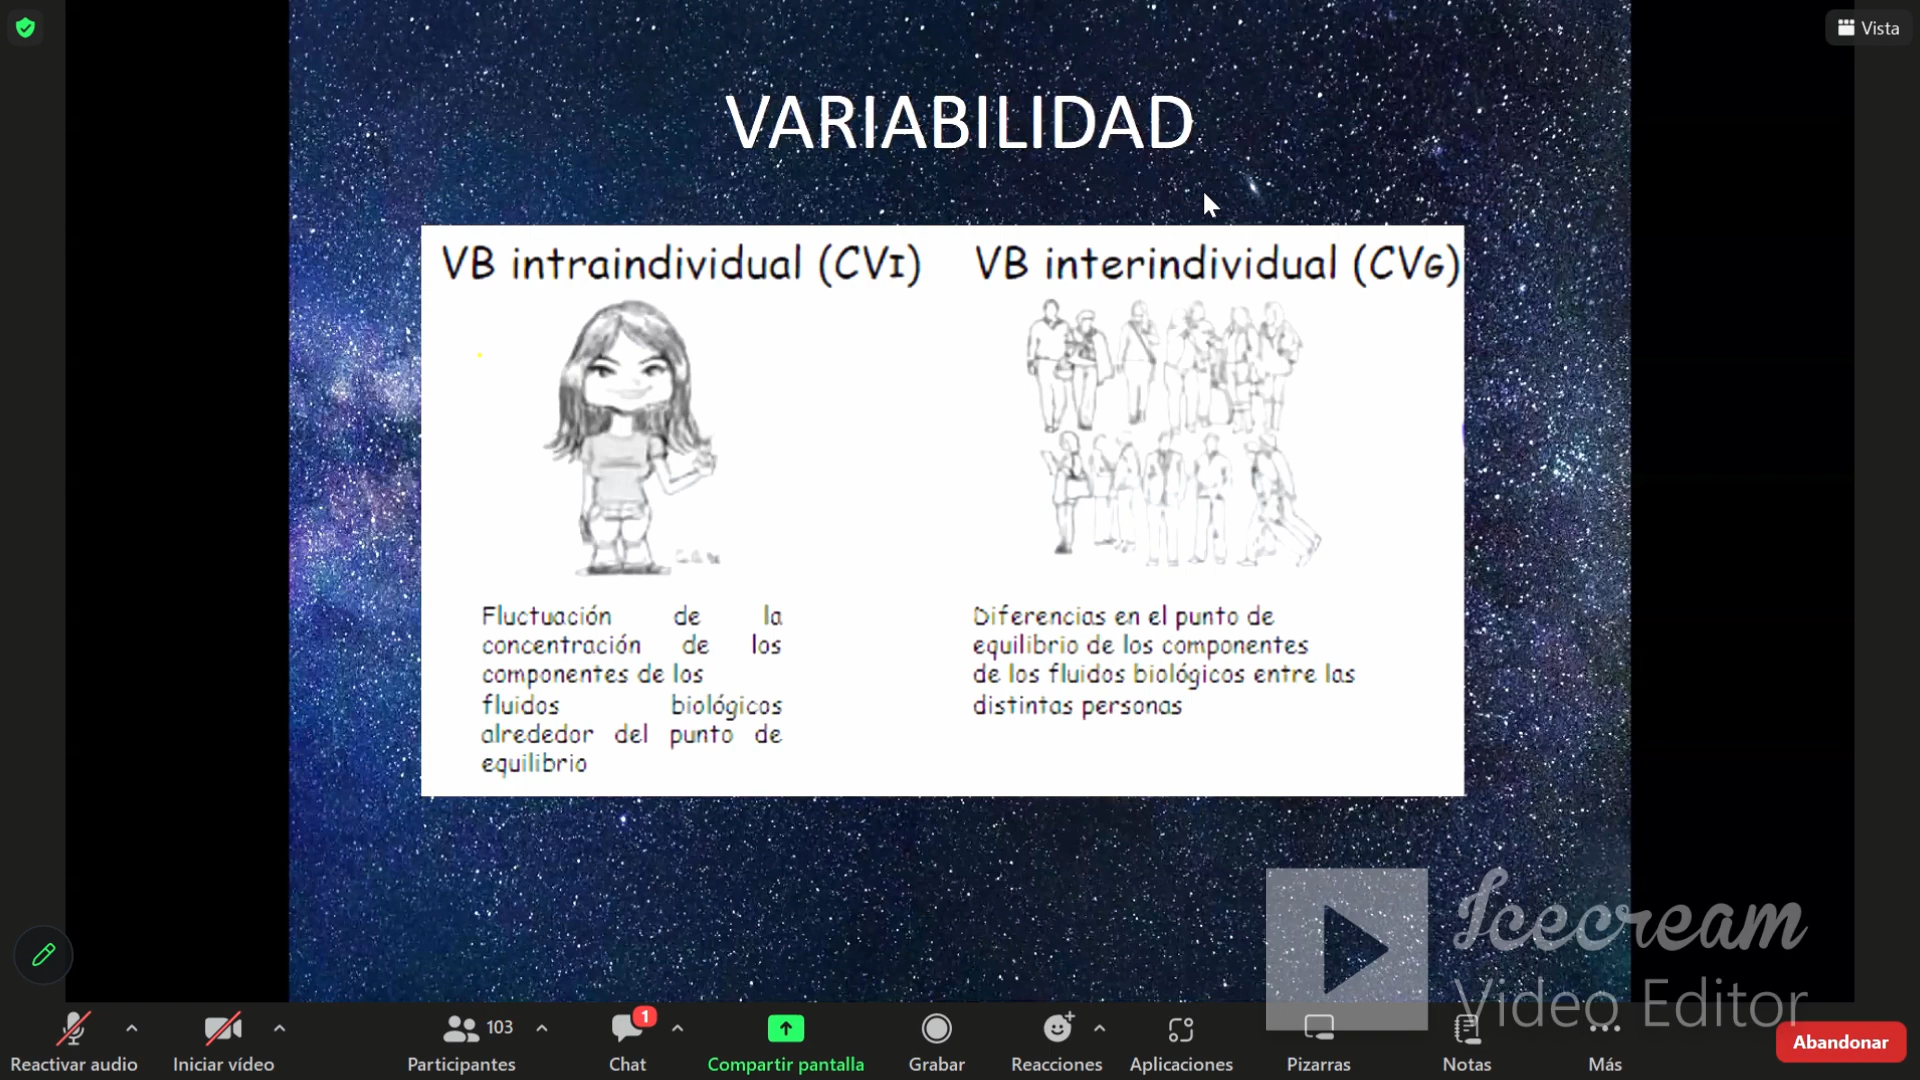 Vista
VARIABILIDAD
VB intraindividual (CVI)
VB interindividual (CVG)
Fluctuación de la
concentración de los
componentes de los
fluidos biológicos
alrededor del punto de
equilibrio
Diferencias en el punto de
equilibrio de los componentes
de los fluidos biológicos entre las
distintas personas
Icecream
Video Editor
103
1
Reactivar audio
Iniciar vídeo
Participantes
Chat
Compartir pantalla
Grabar
Reacciones
Aplicaciones
Pizarras
Notas
Más
Abandonar